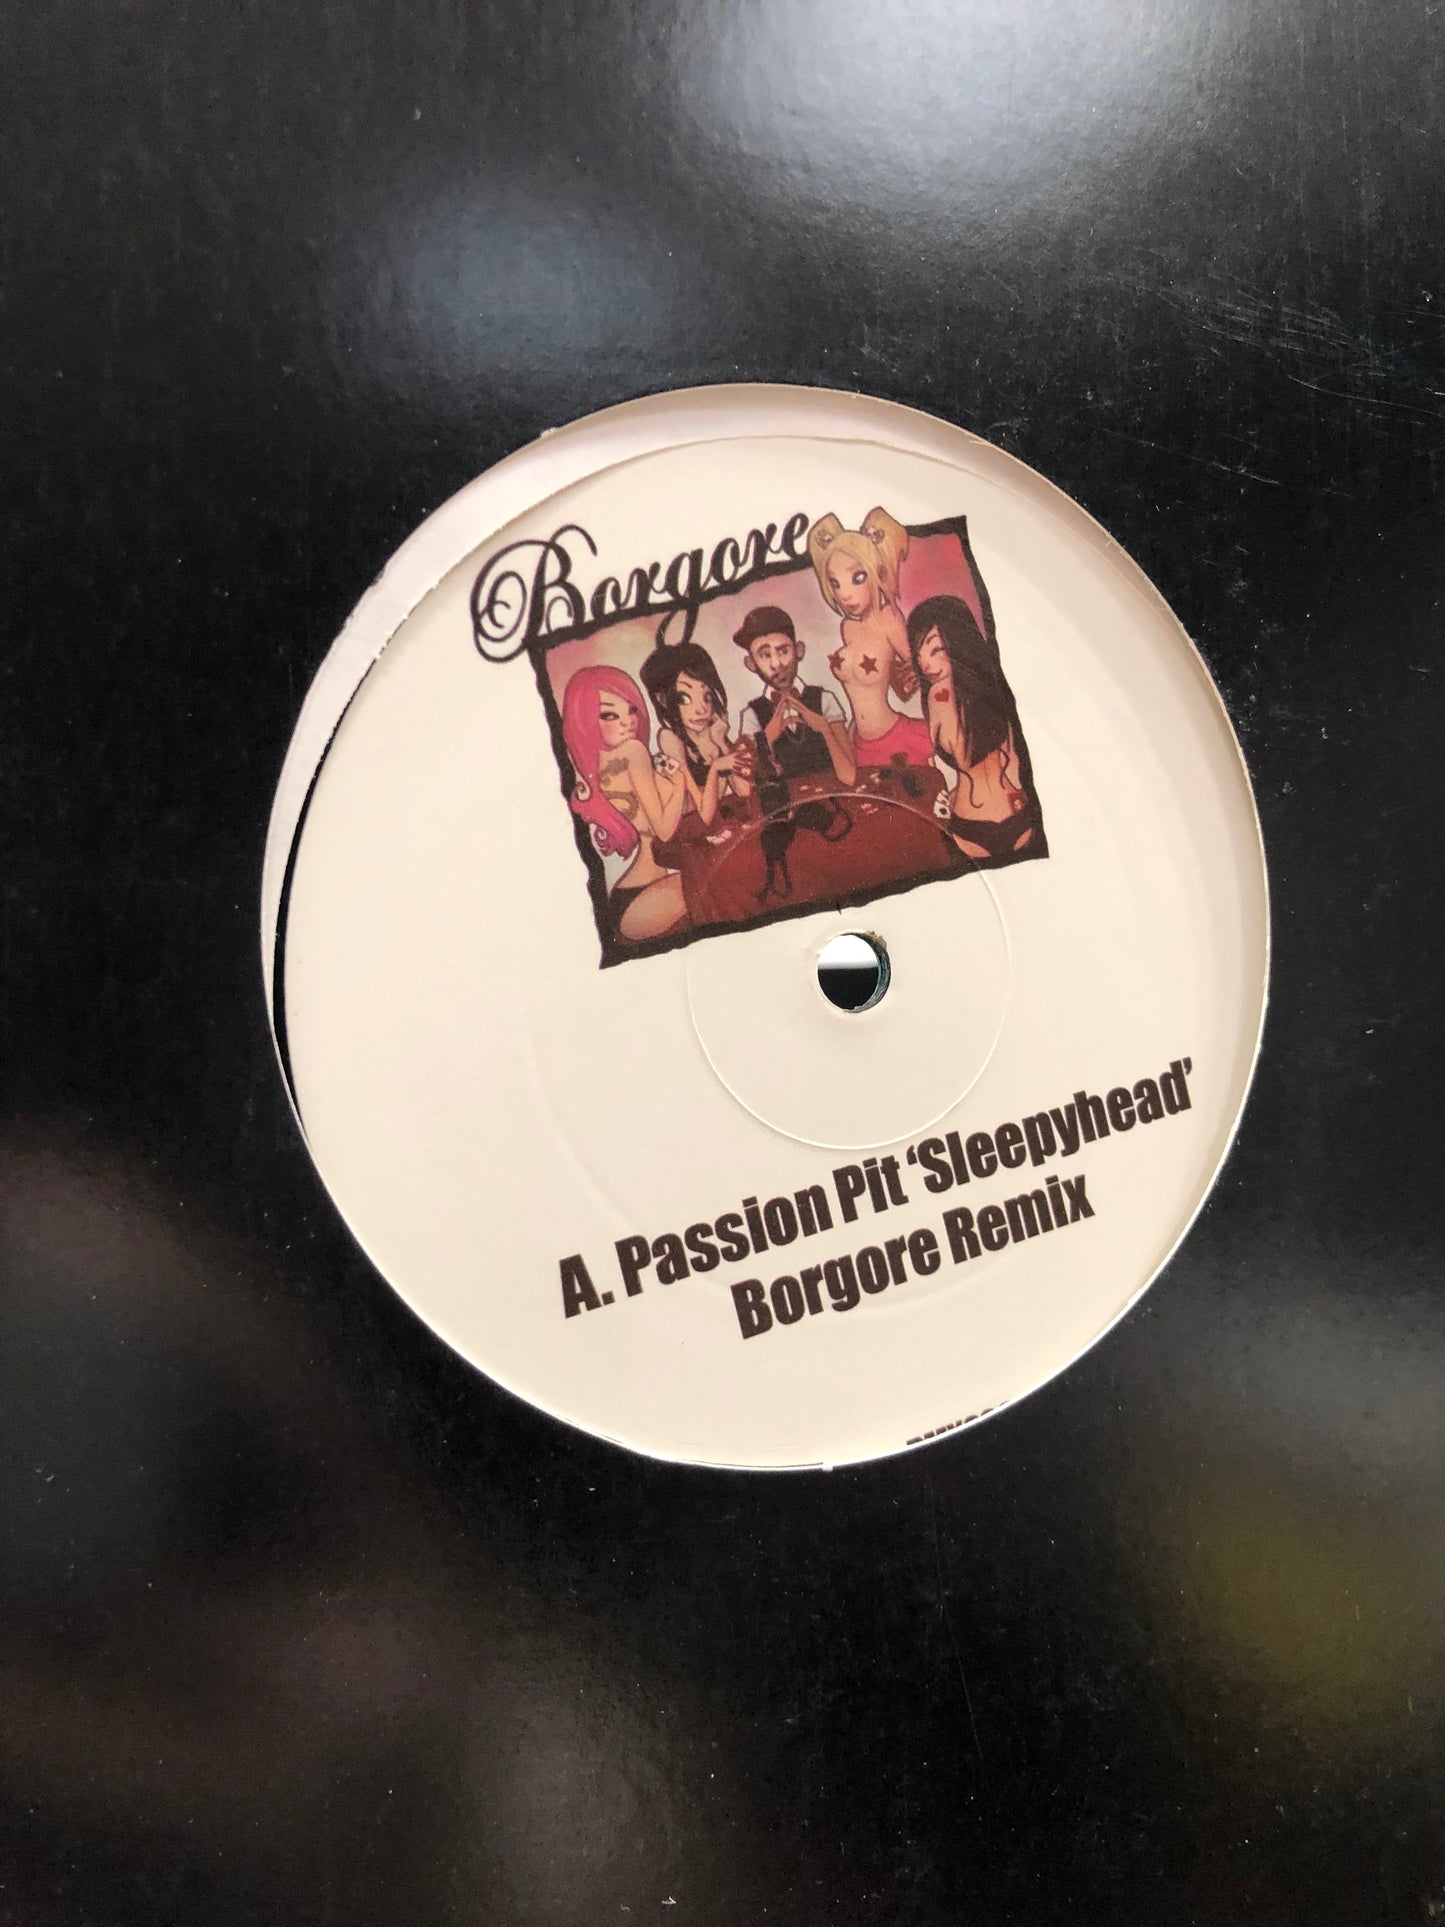 Borgore
A. Passion Pit ‘Sleepyhead’
Borgore Remix